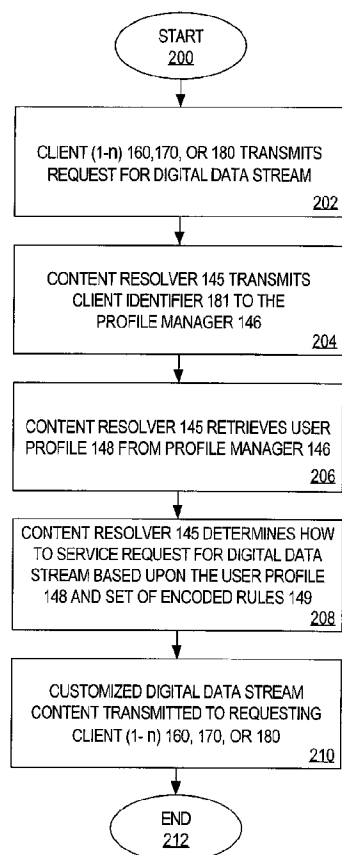 START
200
CLIENT (1-n) 160,170, OR 180 TRANSMITS
REQUEST FOR DIGITAL DATA STREAM
202
CONTENT RESOLVER 145 TRANSMITS
CLIENT IDENTIFIER 181 TO THE
PROFILE MANAGER 146
204
CONTENT RESOLVER 145 RETRIEVES USER
PROFILE 148 FROM PROFILE MANAGER 146
206
CONTENT RESOLVER 145 DETERMINES HOW
TO SERVICE REQUEST FOR DIGITAL DATA
STREAM BASED UPON THE USER PROFILE
148 AND SET OF ENCODED RULES 149
208
CUSTOMIZED DIGITAL DATA STREAM
CONTENT TRANSMITTED TO REQUESTING
CLIENT (1- n) 160, 170, OR 180
210
END
212